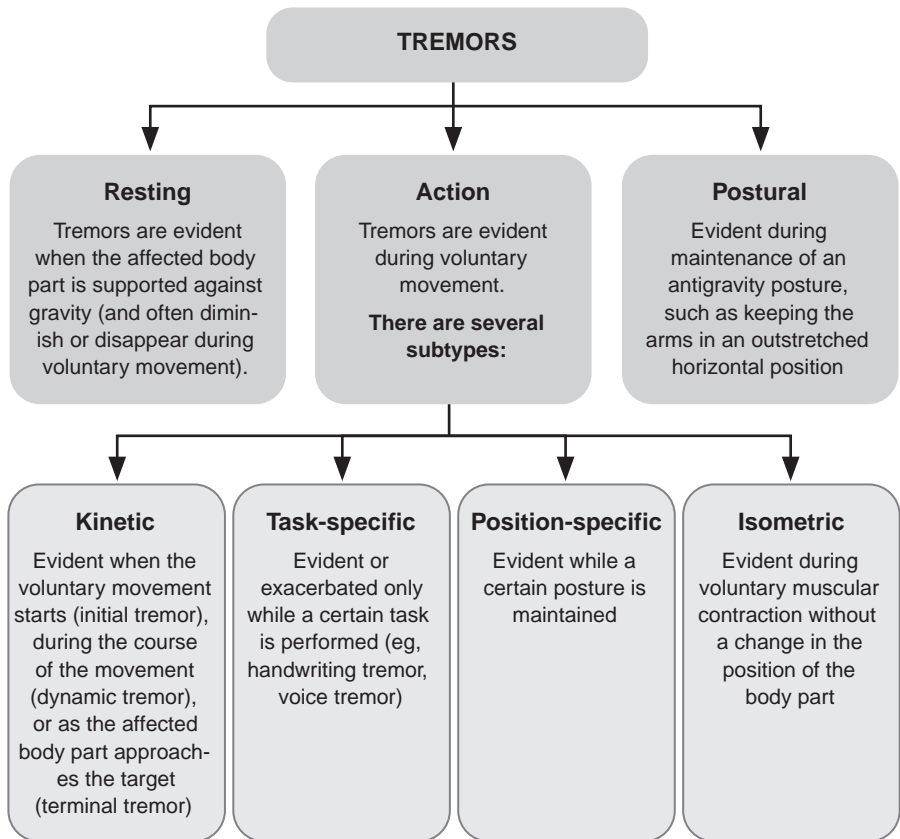 TREMORS
Resting
Tremors are evident
when the affected body
part is supported against
gravity (and often dimin-
ish or disappear during
voluntary movement).
Action
Tremors are evident
during voluntary
movement.
There are several
subtypes:
Postural
Evident during
maintenance of an
antigravity posture,
such as keeping the
arms in an outstretched
horizontal position
Kinetic
Evident when the
voluntary movement
starts (initial tremor),
during the course
of the movement
(dynamic tremor),
or as the affected
body part approach-
es the target
(terminal tremor)
Task-specific
Evident or
exacerbated only
while a certain task
is performed (eg,
handwriting tremor,
voice tremor)
Position-specific
Evident while a
certain posture is
maintained
Isometric
Evident during
voluntary muscular
contraction without
a change in the
position of the
body part